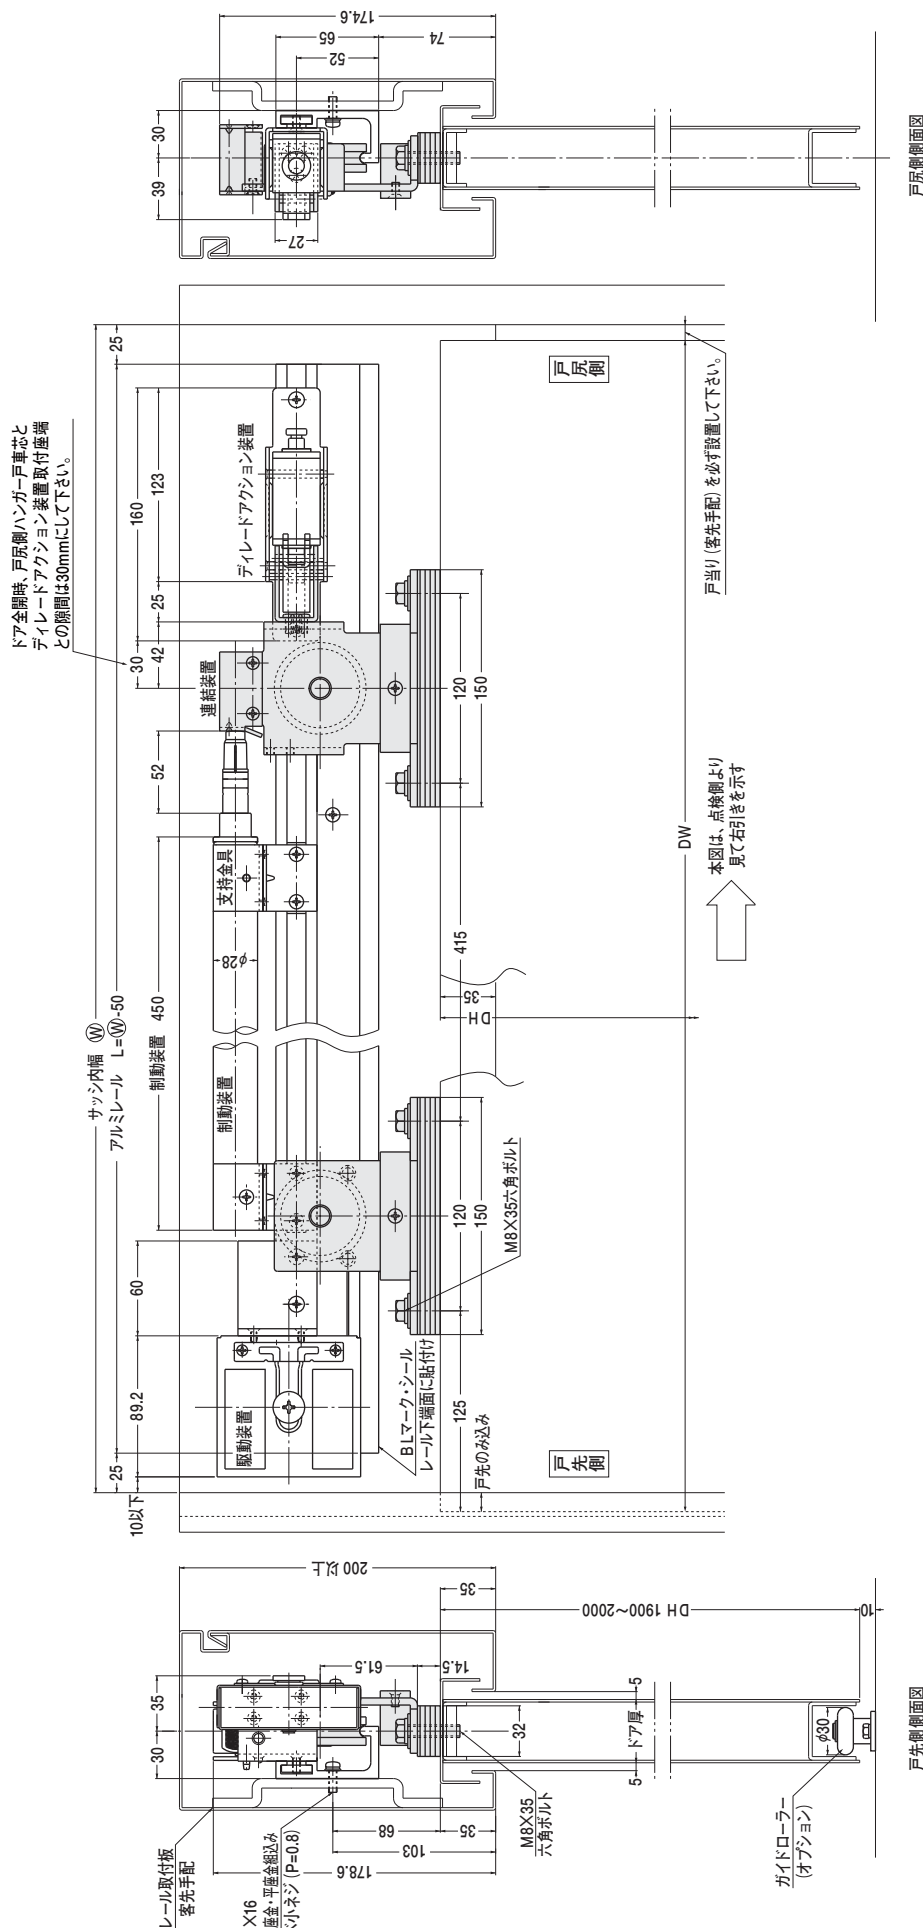 戸尻側側面図
174.6
65
74
52
30
39
27
サッシ内幅 Ⓦ
アルミレール L=Ⓦ-50
25
ドア全開時、戸尻側ハンガー戸車芯と
ディレードアクション装置取付座端
との隙間は30mmにして下さい。
160
123
30
42
25
連結装置
ディレードアクション装置
52
制動装置 450
支持金具
φ28
制動装置
60
89.2
25
10以下
駆動装置
120
150
415
120
150
125
M8×35六角ボルト
BLマーク・シール
レール下端面に貼付け
戸先のみ込み
戸先側
戸尻側
35
DH
DW
戸当り(客先手配)を必ず設置して下さい。
本図は、点検側より
見て右引きを示す
200以上
35
DH 1900~2000
10
35
30
61.5
14.5
5
32
ドア厚
5
φ30
レール取付板
客先手配
×16
座金・平座金組込み
小ネジ(P=0.8)
68
35
103
178.6
M8×35
六角ボルト
ガイドローラー
(オプション)
戸先側側面図